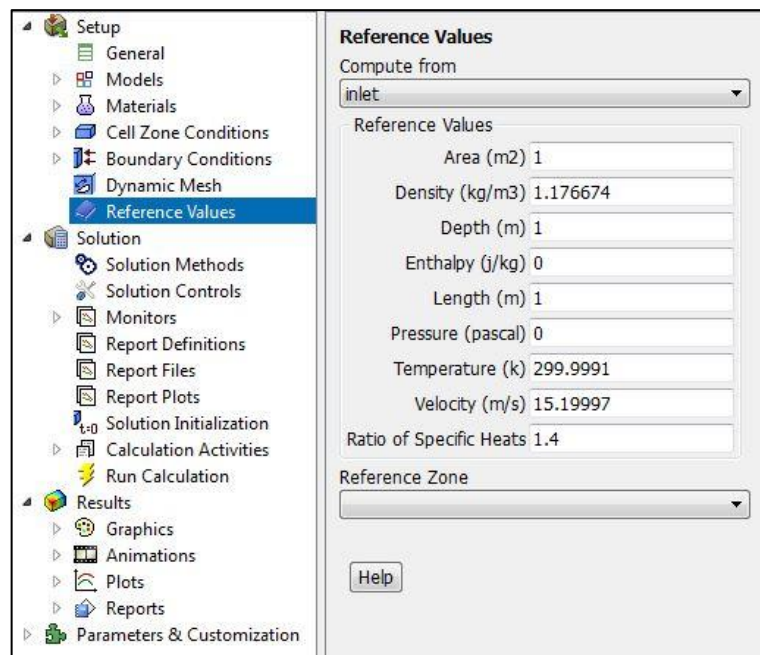 Setup
General
Models
Materials
Cell Zone Conditions
Boundary Conditions
Dynamic Mesh
Reference Values
Solution
Solution Methods
Solution Controls
Monitors
Report Definitions
Report Files
Report Plots
t=0 Solution Initialization
Calculation Activities
Run Calculation
Results
Graphics
Animations
Plots
Reports
Parameters & Customization
Reference Values
Compute from
inlet
Reference Values
Area (m2) 1
Density (kg/m3) 1.176674
Depth (m) 1
Enthalpy (j/kg) 0
Length (m) 1
Pressure (pascal) 0
Temperature (k) 299.9991
Velocity (m/s) 15.19997
Ratio of Specific Heats 1.4
Reference Zone
Help